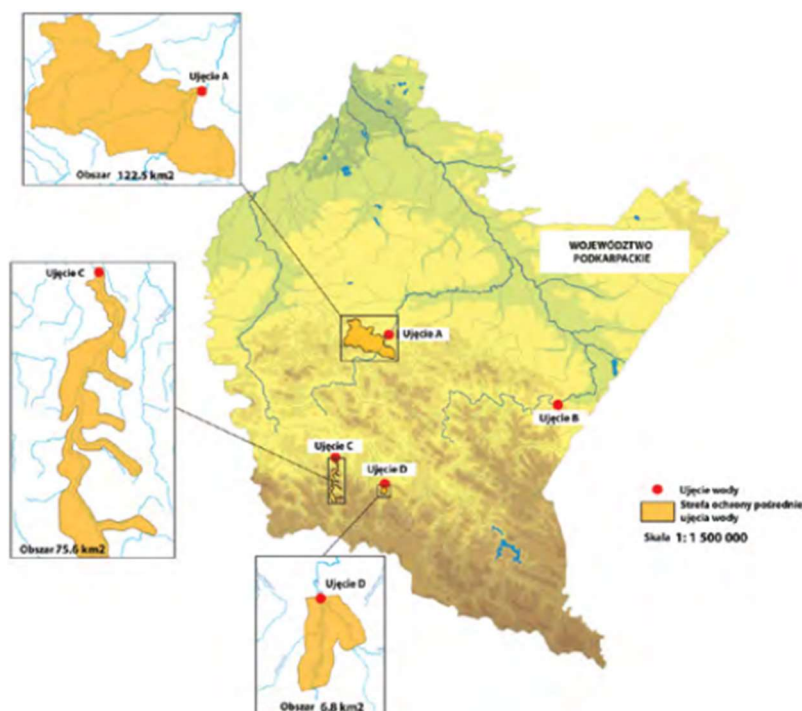 Ujęcie A
Obszar 122.5 km2
Ujęcie C
Obszar 75.6 km2
WOJEWÓDZTWO
PODKARPACKIE
Ujęcie A
Ujęcie B
Ujęcie C
Ujęcie D
Ujęcie D
Obszar 6.8 km2
Ujęcie wody
Strefa ochrony pośredniej
ujęcia wody
Skala 1: 1 500 000